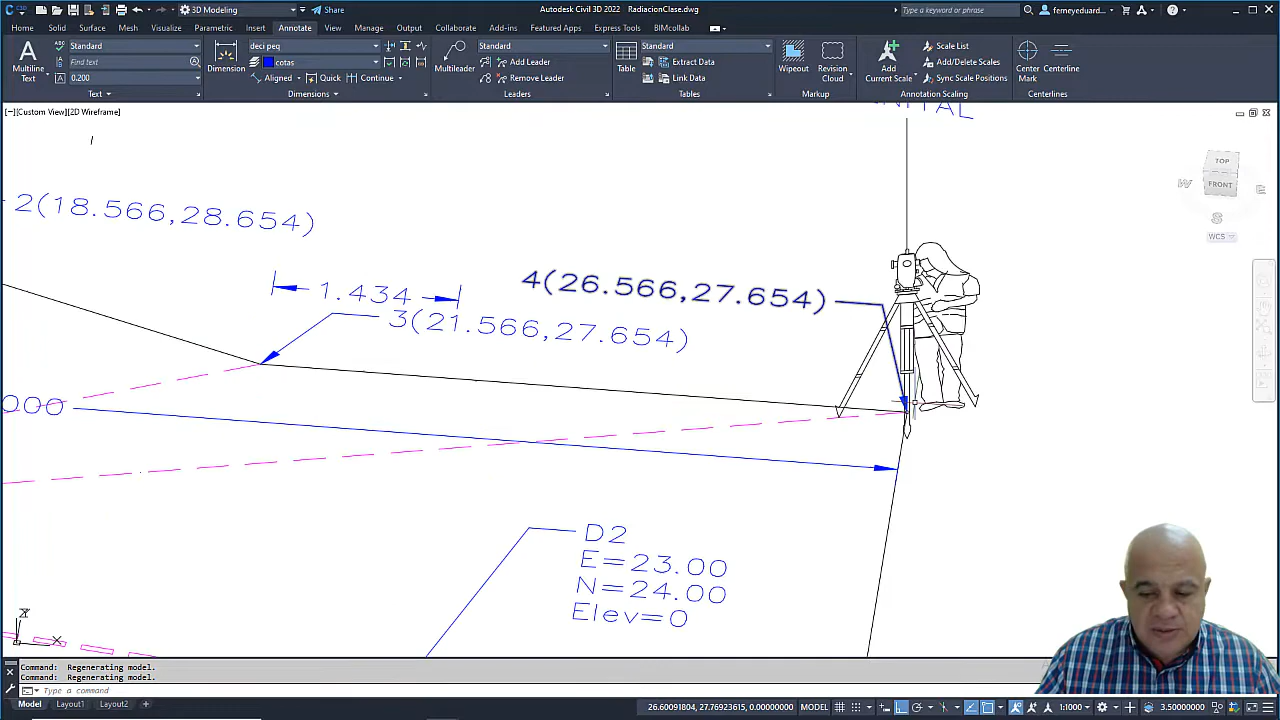 3D Modeling
Share
Autodesk Civil 3D 2022 RadiacionClase.dwg
Type a keyword or phrase
ferneyeduard...
Home Insert Mesh Visualize Parametric Insert Annotate View Manage Output Collaborate Add-ins Featured Apps Express Tools BIMcollab
Standard
Find text
0.200
Multiline
Text
Text
Dimension
deci peq
cotas
Aligned Quick Continue
Dimensions
Multileader
Standard
Add Leader
Remove Leader
Leaders
Table
Standard
Extract Data
Link Data
Tables
Wipeout
Revision
Cloud
Markup
Add
Current Scale
Scale List
Add/Delete Scales
Sync Scale Positions
Annotation Scaling
Center
Mark
Centerline
Centerlines
[−][Custom View][2D Wireframe]
2(18.566,28.654)
1.434
3(21.566,27.654)
4(26.566,27.654)
000
D2
E=23.00
N=24.00
Elev=0
TOP
FRONT
W
E
S
WCS
Z
X
Command: Regenerating model.
Command: Regenerating model.
Type a command
Model Layout1 Layout2 +
26.60091804, 27.76923615, 0.00000000 MODEL
1:1000
3.50000000